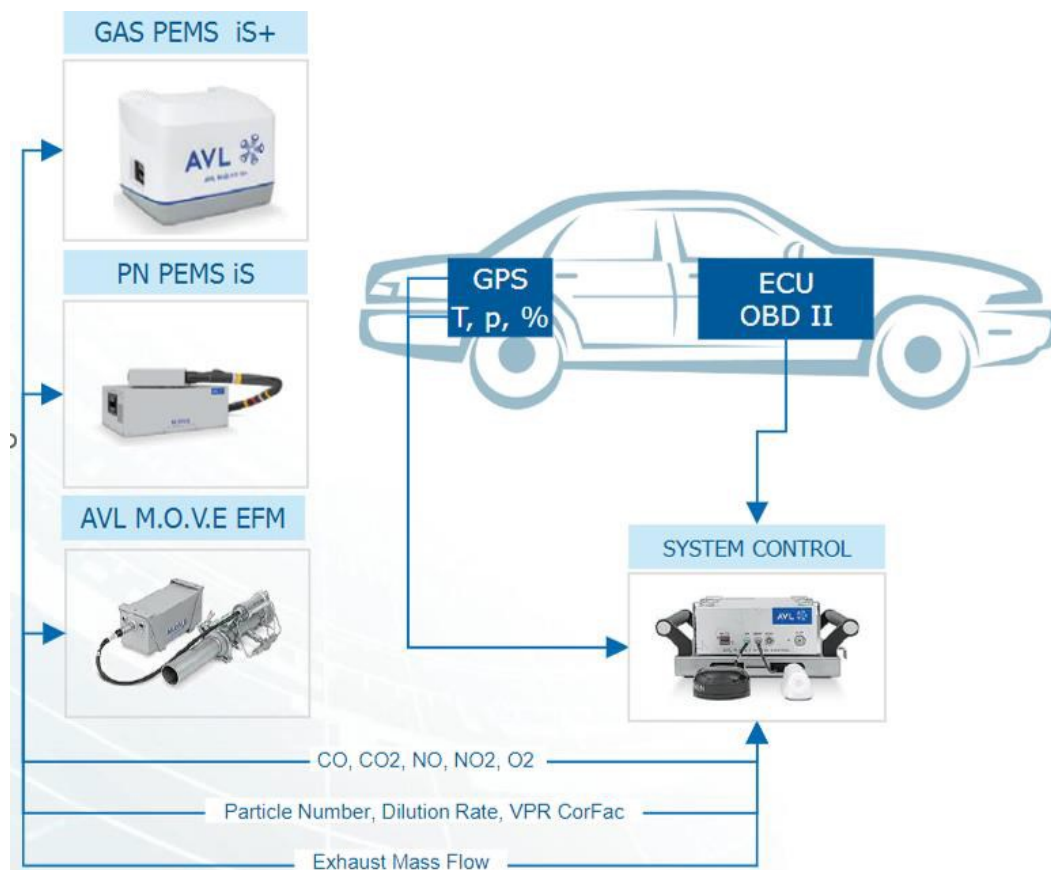 GAS PEMS iS+
AVL
PN PEMS iS
GPS
T, p, %
ECU
OBD II
AVL M.O.V.E EFM
SYSTEM CONTROL
AVL
CO, CO2, NO, NO2, O2
Particle Number, Dilution Rate, VPR CorFac
Exhaust Mass Flow